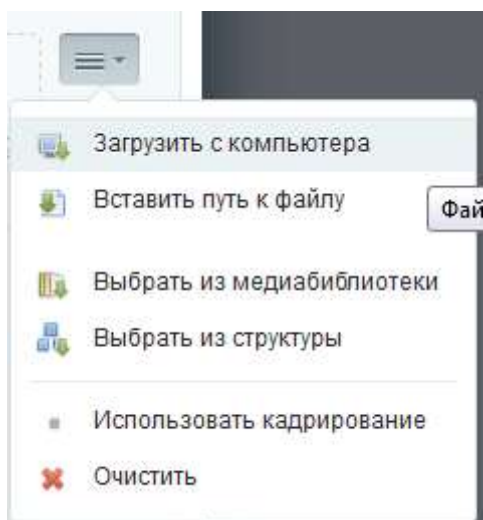 Загрузить с компьютера
Вставить путь к файлу
Фай
Выбрать из медиабиблиотеки
Выбрать из структуры
Использовать кадрирование
Очистить